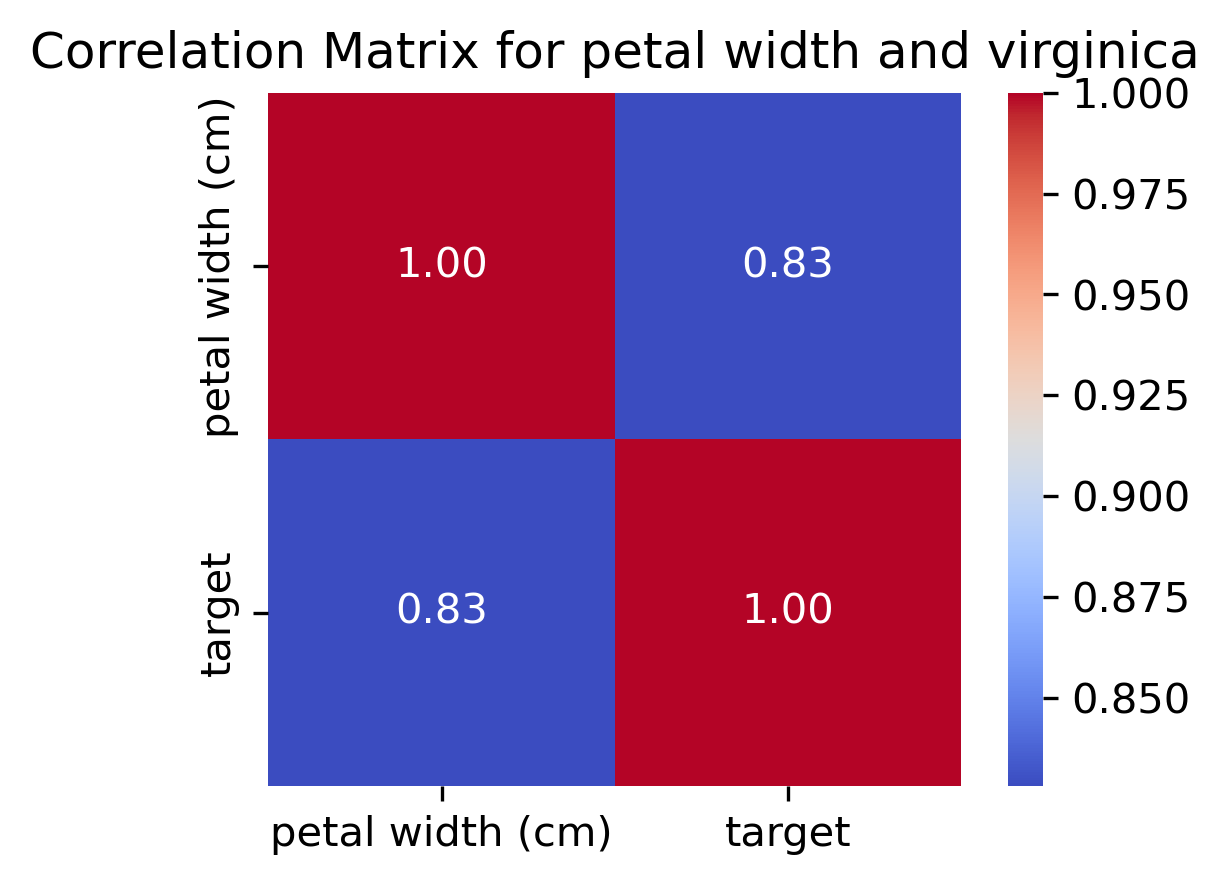 Correlation Matrix for petal width and virginica
petal width (cm)
target
1.00
0.83
0.83
1.00
petal width (cm)
target
1.000
0.975
0.950
0.925
0.900
0.875
0.850